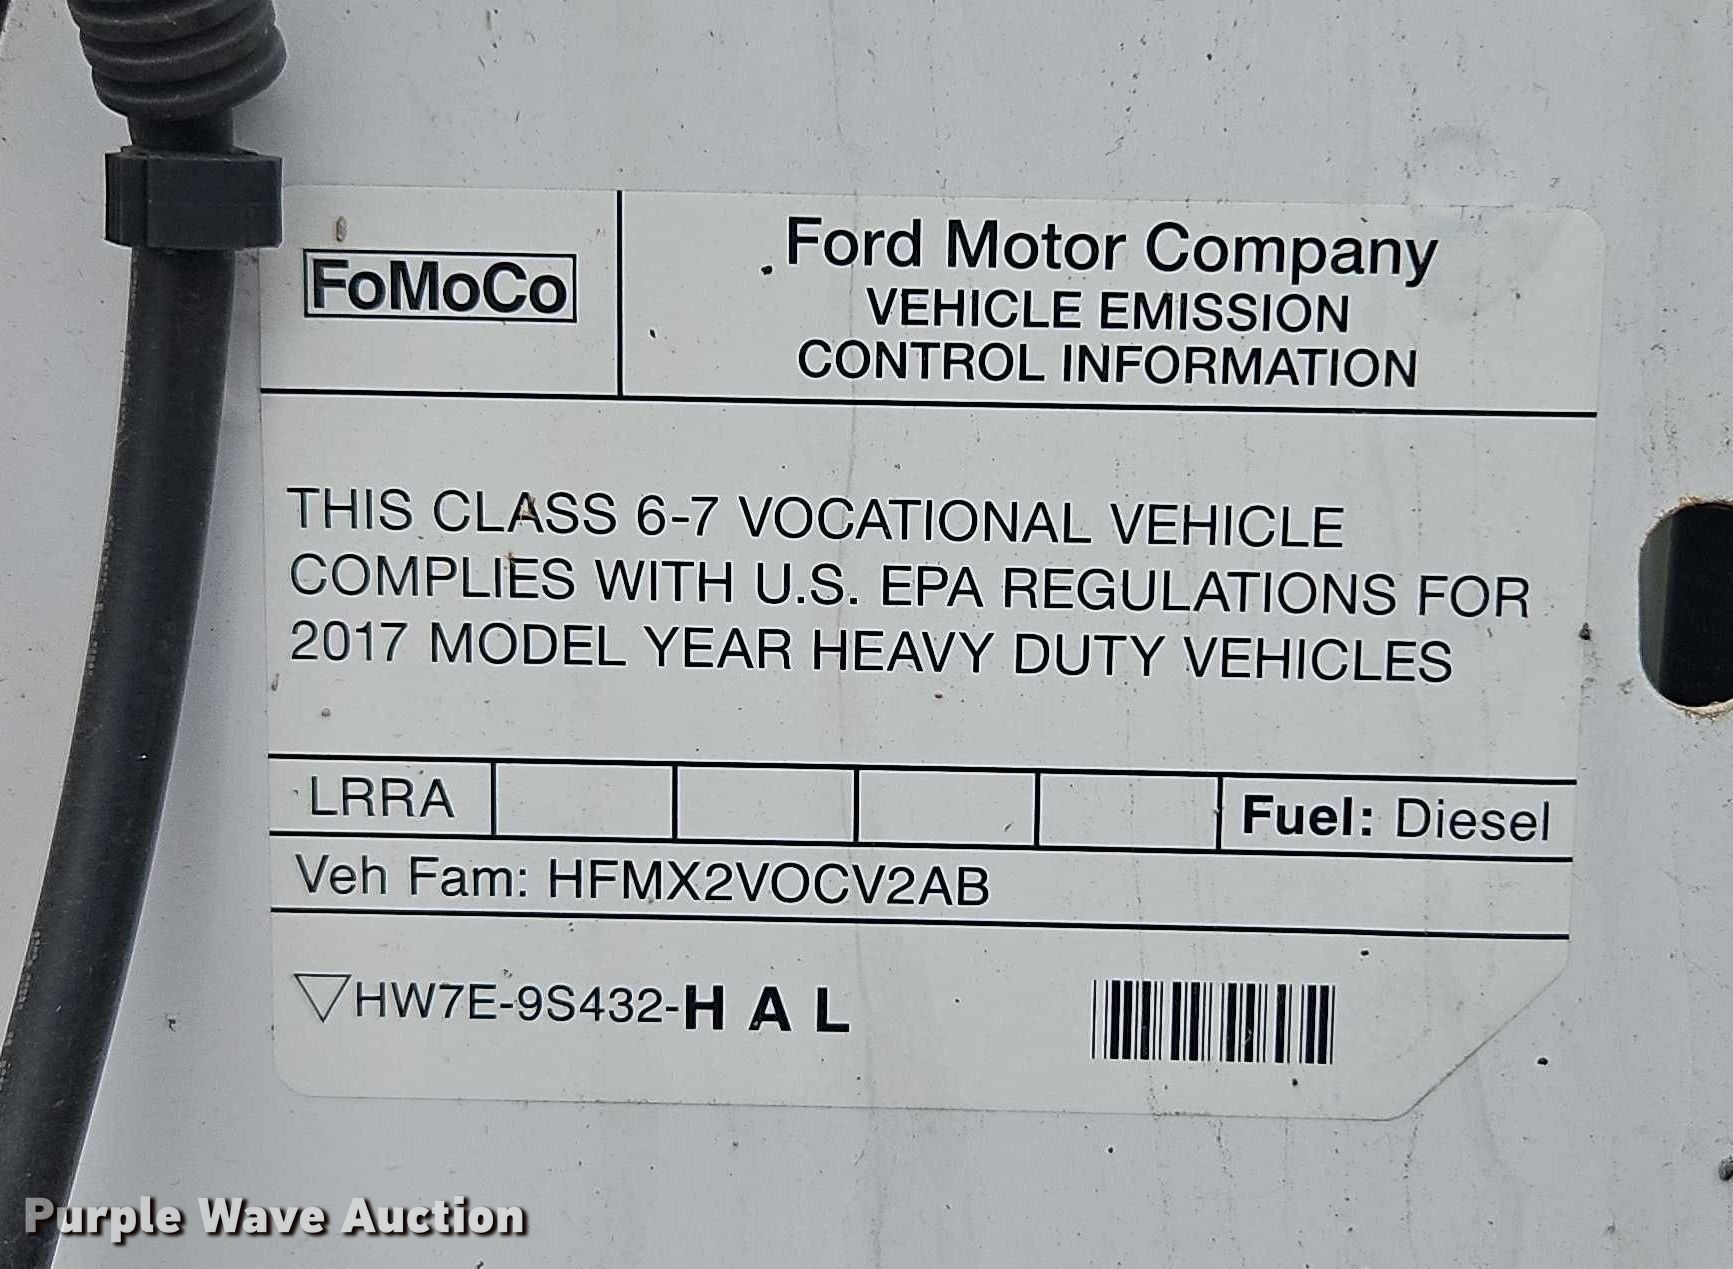 FoMoCo
Ford Motor Company
VEHICLE EMISSION
CONTROL INFORMATION
THIS CLASS 6-7 VOCATIONAL VEHICLE
COMPLIES WITH U.S. EPA REGULATIONS FOR
2017 MODEL YEAR HEAVY DUTY VEHICLES
LRRA
Fuel: Diesel
Veh Fam: HFMX2VOCV2AB
▽HW7E-9S432-H A L
Purple Wave Auction